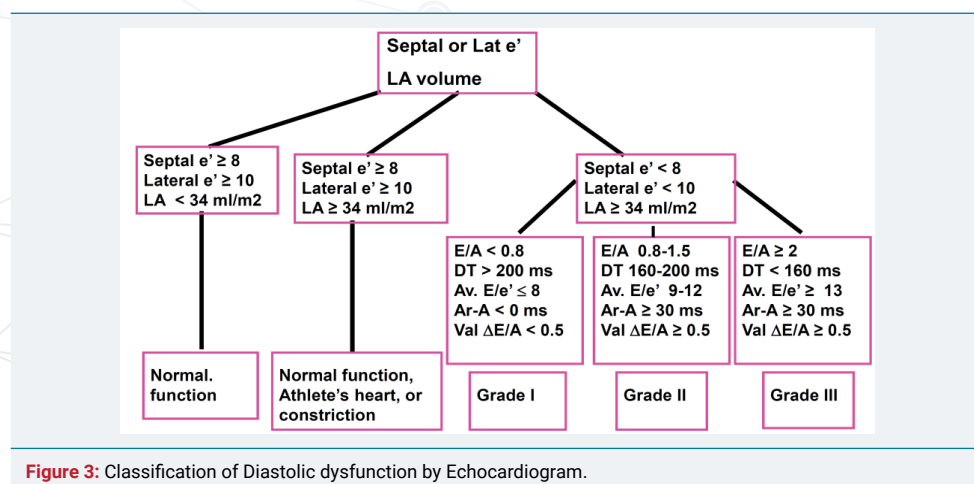 Septal or Lat e’
LA volume
Septal e’ ≥ 8
Lateral e’ ≥ 10
LA < 34 ml/m2
Septal e’ ≥ 8
Lateral e’ ≥ 10
LA ≥ 34 ml/m2
Septal e’ < 8
Lateral e’ < 10
LA ≥ 34 ml/m2
E/A < 0.8
DT > 200 ms
Av. E/e’ ≤ 8
Ar-A < 0 ms
Val ΔE/A < 0.5
E/A 0.8-1.5
DT 160-200 ms
Av. E/e’ 9-12
Ar-A ≥ 30 ms
Val ΔE/A ≥ 0.5
E/A ≥ 2
DT < 160 ms
Av. E/e’ ≥ 13
Ar-A ≥ 30 ms
Val ΔE/A ≥ 0.5
Normal.
function
Normal function,
Athlete’s heart, or
constriction
Grade I
Grade II
Grade III
Figure 3: Classification of Diastolic dysfunction by Echocardiogram.